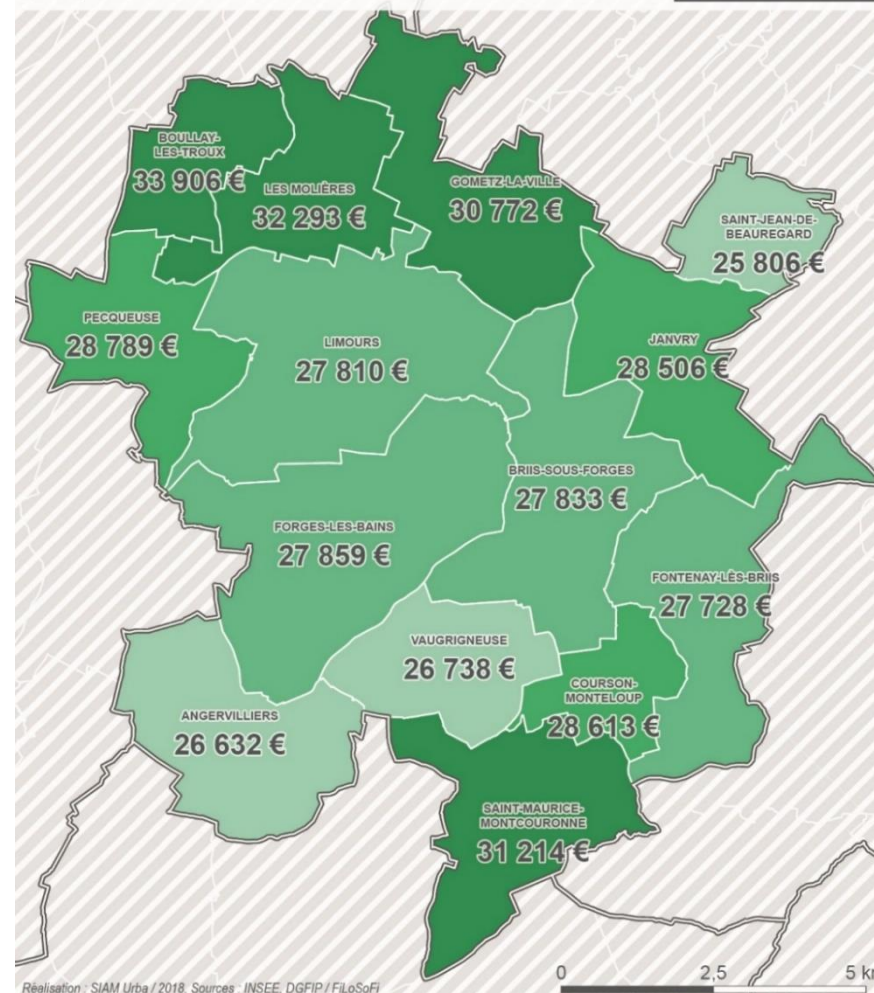 BOULLAY-
LES-TROUX
33 906 €
LES MOLIÈRES
32 293 €
GOMETZ-LA-VILLE
30 772 €
SAINT-JEAN-DE-
BEAUREGARD
25 806 €
PECQUEUSE
28 789 €
LIMOURS
27 810 €
JANVRY
28 506 €
BRIIS-SOUS-FORGES
27 833 €
FORGES-LES-BAINS
27 859 €
FONTENAY-LÈS-BRIIS
27 728 €
VAUGRIGNEUSE
26 738 €
COURSON-
MONTELOUP
28 613 €
ANGERVILLIERS
26 632 €
SAINT-MAURICE-
MONTCOURONNE
31 214 €
0 2,5 5 km
Réalisation : SIAM Urba / 2018. Sources : INSEE, DGFIP / FiLoSoFi